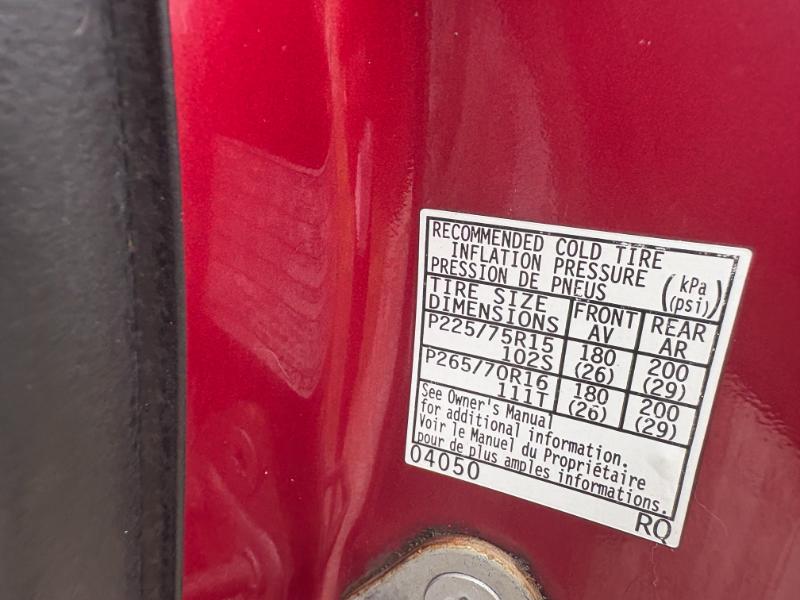 RECOMMENDED COLD TIRE
INFLATION PRESSURE
PRESSION DE PNEUS
(kPa
(psi))
TIRE SIZE
DIMENSIONS
FRONT
AV
REAR
AR
P225/75R15
102S
180
(26)
200
(29)
P265/70R16
111T
180
(26)
200
(29)
See Owner's Manual
for additional information.
Voir le Manuel du Propriétaire
pour de plus amples informations.
04050
RQ